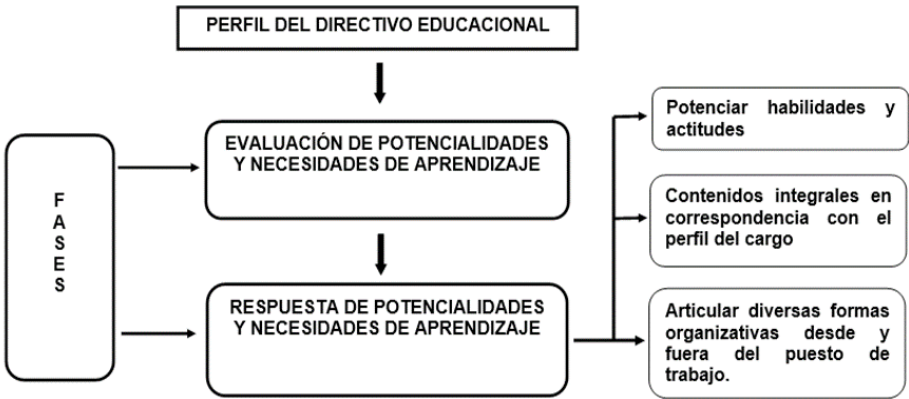 PERFIL DEL DIRECTIVO EDUCACIONAL
EVALUACIÓN DE POTENCIALIDADES
Y NECESIDADES DE APRENDIZAJE
F
A
S
E
S
RESPUESTA DE POTENCIALIDADES
Y NECESIDADES DE APRENDIZAJE
Potenciar habilidades y
actitudes
Contenidos integrales en
correspondencia con el
perfil del cargo
Articular diversas formas
organizativas desde y
fuera del puesto de
trabajo.